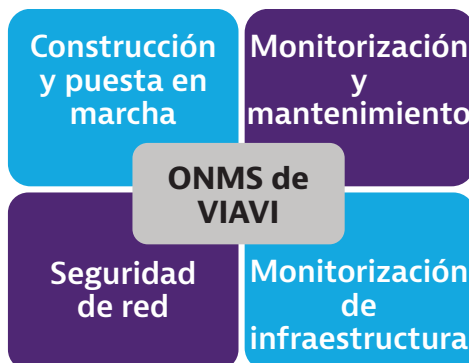 Construcción
y puesta en
marcha
Monitorización
y
mantenimiento
ONMS de
VIAVI
Seguridad
de red
Monitorización
de
infraestructura